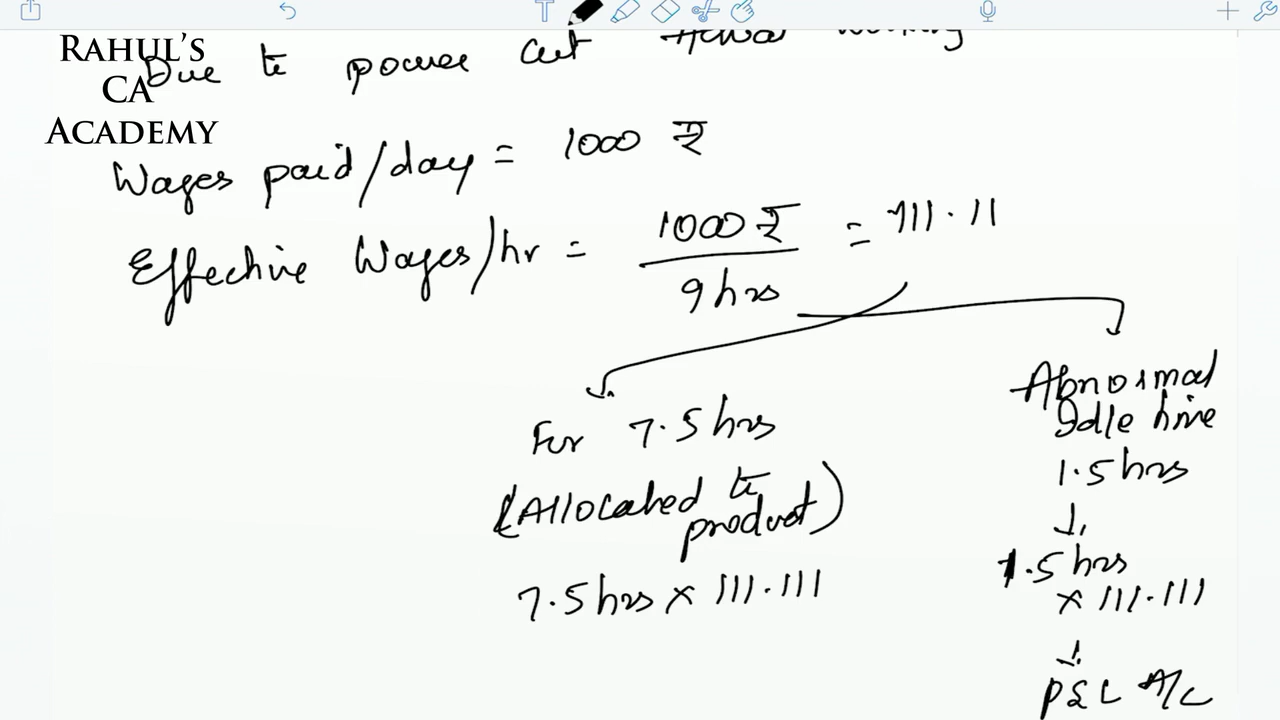 RAHUL'S
CA
ACADEMY
Due to power cut Actual working
Wages paid/day = 1000 ₹
Effective Wages/hr = 1000 ₹ / 9 hrs = 111.11
For 7.5 hrs
(Allocated to
product)
7.5 hrs × 111.111
Abnormal
Idle time
1.5 hrs
1.5 hrs
× 111.111
P&L A/C